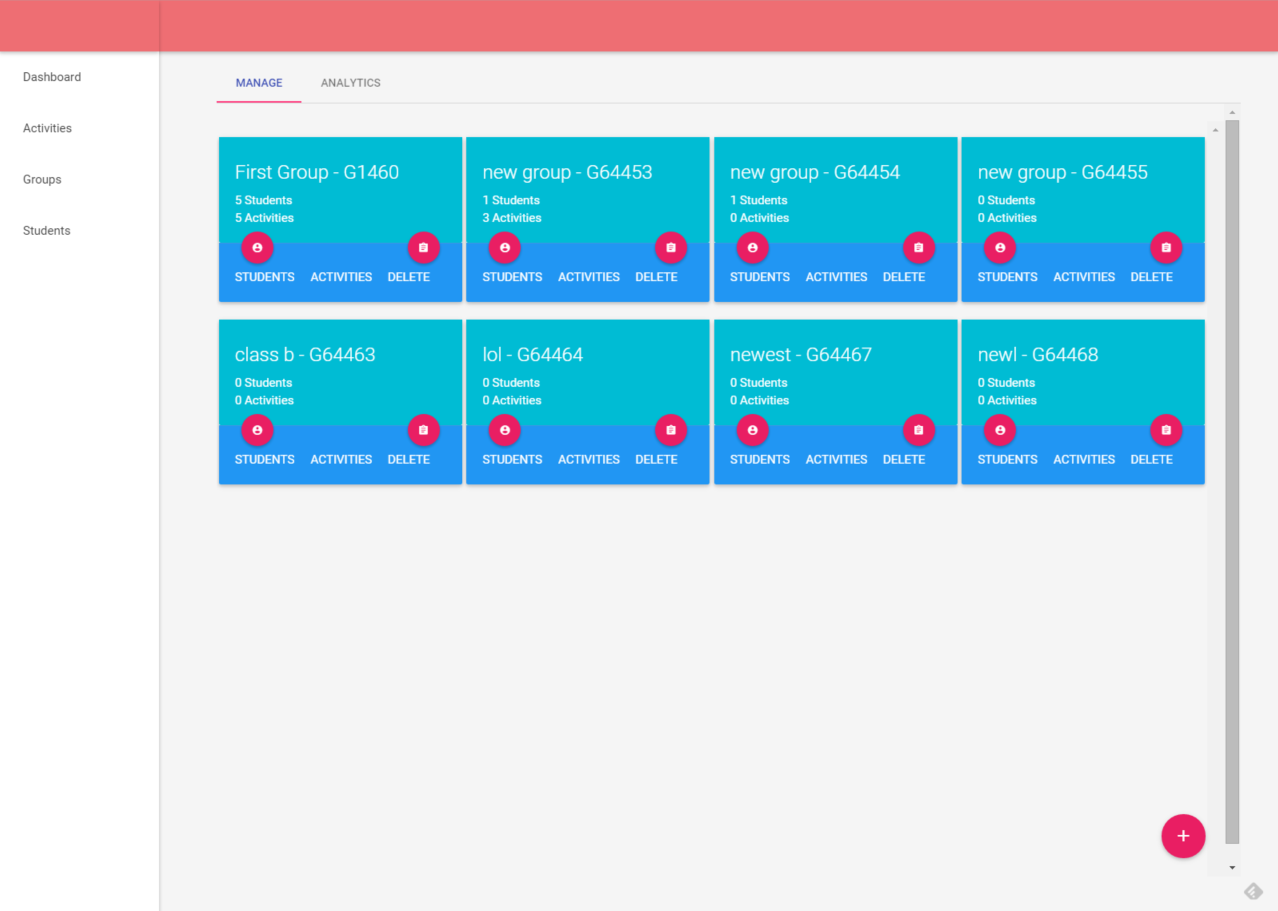 Dashboard
Activities
Groups
Students
MANAGE ANALYTICS
First Group - G1460
5 Students
5 Activities
STUDENTS ACTIVITIES DELETE
new group - G64453
1 Students
3 Activities
STUDENTS ACTIVITIES DELETE
new group - G64454
1 Students
0 Activities
STUDENTS ACTIVITIES DELETE
new group - G64455
0 Students
0 Activities
STUDENTS ACTIVITIES DELETE
class b - G64463
0 Students
0 Activities
STUDENTS ACTIVITIES DELETE
lol - G64464
0 Students
0 Activities
STUDENTS ACTIVITIES DELETE
newest - G64467
0 Students
0 Activities
STUDENTS ACTIVITIES DELETE
newl - G64468
0 Students
0 Activities
STUDENTS ACTIVITIES DELETE
+